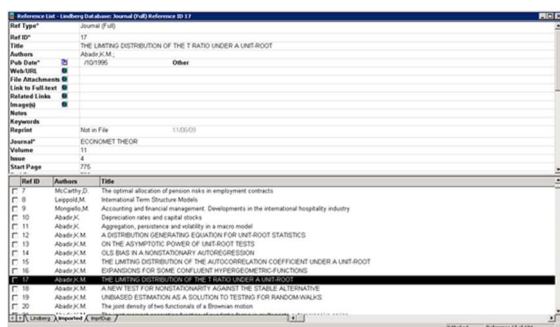 Reference List - Lindberg Database: Journal (Full) Reference ID 17
Ref Type* Journal (Full)
Ref ID* 17
Title THE LIMITING DISTRIBUTION OF THE T RATIO UNDER A UNIT-ROOT
Authors Abadir,K.M.;
Pub Date* /10/1995 Other
Web/URL
File Attachments
Link to Full-text
Related Links
Image(s)
Notes
Keywords
Reprint Not in File 11/06/09
Journal* ECONOMET THEOR
Volume 11
Issue 4
Start Page 775
Ref ID Authors Title
7 McCarthy,D. The optimal allocation of pension risks in employment contracts
8 Leippold,M. International Term Structure Models
9 Mongiello,M. Accounting and financial management. Developments in the international hospitality industry
10 Abadir,K. Depreciation rates and capital stocks
11 Abadir,K. Aggregation, persistence and volatility in a macro model
12 Abadir,K.M. A DISTRIBUTION GENERATING EQUATION FOR UNIT-ROOT STATISTICS
13 Abadir,K.M. ON THE ASYMPTOTIC POWER OF UNIT-ROOT TESTS
14 Abadir,K.M. OLS BIAS IN A NONSTATIONARY AUTOREGRESSION
15 Abadir,K.M. THE LIMITING DISTRIBUTION OF THE AUTOCORRELATION COEFFICIENT UNDER A UNIT-ROOT
16 Abadir,K.M. EXPANSIONS FOR SOME CONFLUENT HYPERGEOMETRIC-FUNCTIONS
17 Abadir,K.M. THE LIMITING DISTRIBUTION OF THE T RATIO UNDER A UNIT-ROOT
18 Abadir,K.M. A NEW TEST FOR NONSTATIONARITY AGAINST THE STABLE ALTERNATIVE
19 Abadir,K.M. UNBIASED ESTIMATION AS A SOLUTION TO TESTING FOR RANDOM-WALKS
20 Abadir,K.M. The joint density of two functionals of a Brownian motion
Lindberg Imported Imp/Dup